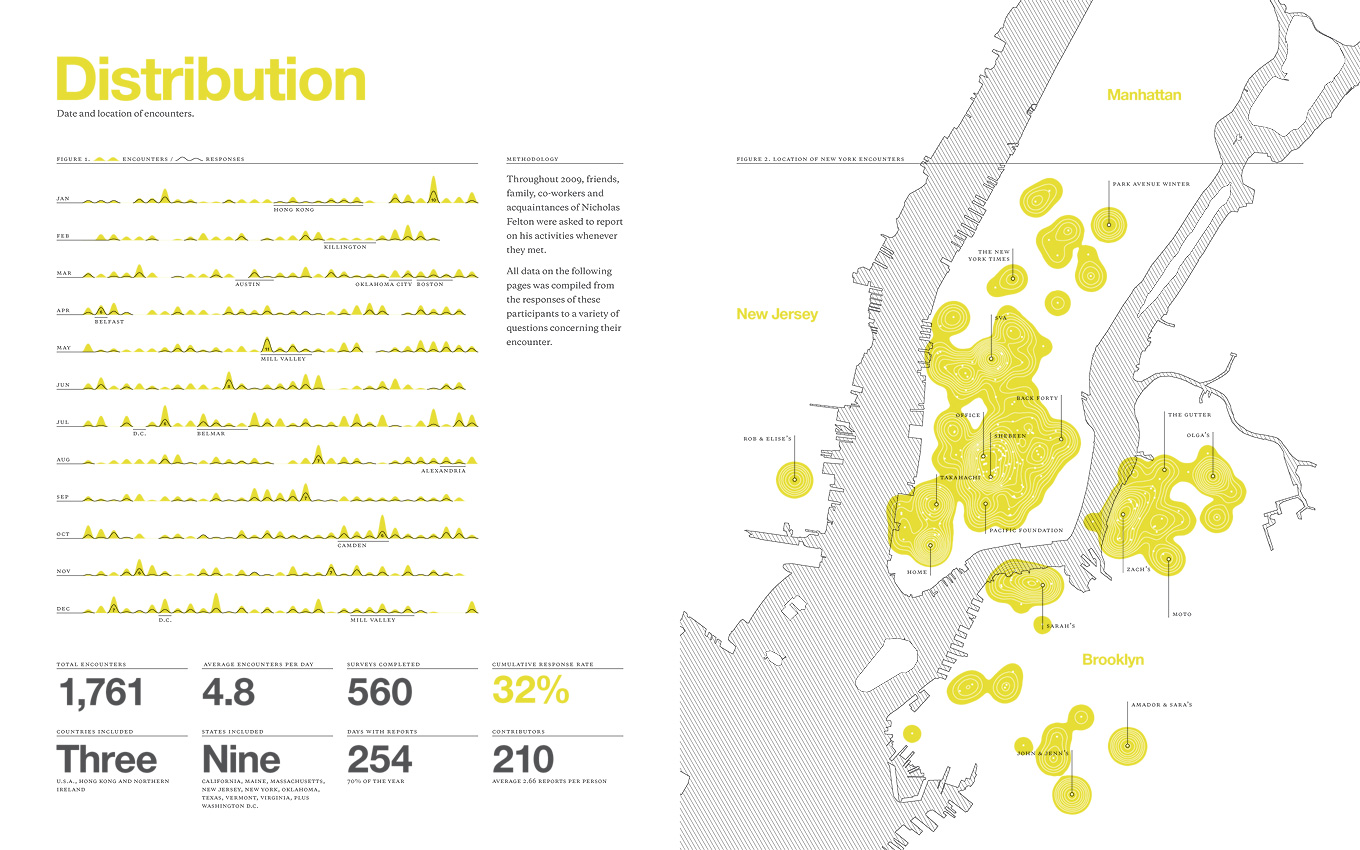 Distribution
Date and location of encounters.
FIGURE 1. ENCOUNTERS / RESPONSES
JAN
10
HONG KONG
FEB
KILLINGTON
MAR
AUSTIN
OKLAHOMA CITY BOSTON
APR
BELFAST
MAY
11
MILL VALLEY
JUN
JUL
D.C.
BELMAR
AUG
7
ALEXANDRIA
SEP
7
OCT
CAMDEN
NOV
DEC
7
D.C.
MILL VALLEY
METHODOLOGY
Throughout 2009, friends,
family, co-workers and
acquaintances of Nicholas
Felton were asked to report
on his activities whenever
they met.
All data on the following
pages was compiled from
the responses of these
participants to a variety of
questions concerning their
encounter.
TOTAL ENCOUNTERS
1,761
AVERAGE ENCOUNTERS PER DAY
4.8
SURVEYS COMPLETED
560
CUMULATIVE RESPONSE RATE
32%
COUNTRIES INCLUDED
Three
U.S.A., HONG KONG AND NORTHERN
IRELAND
STATES INCLUDED
Nine
CALIFORNIA, MAINE, MASSACHUSETTS,
NEW JERSEY, NEW YORK, OKLAHOMA,
TEXAS, VERMONT, VIRGINIA, PLUS
WASHINGTON D.C.
DAYS WITH REPORTS
254
70% OF THE YEAR
CONTRIBUTORS
210
AVERAGE 2.66 REPORTS PER PERSON
Manhattan
FIGURE 2. LOCATION OF NEW YORK ENCOUNTERS
PARK AVENUE WINTER
THE NEW
YORK TIMES
New Jersey
SVA
BACK FORTY
OFFICE
THE GUTTER
ROB & ELISE'S
SHEBEEN
OLGA'S
TAKAHACHI
PACIFIC FOUNDATION
HOME
ZACH'S
MOTO
SARAH'S
Brooklyn
AMADOR & SARA'S
JOHN & JENN'S